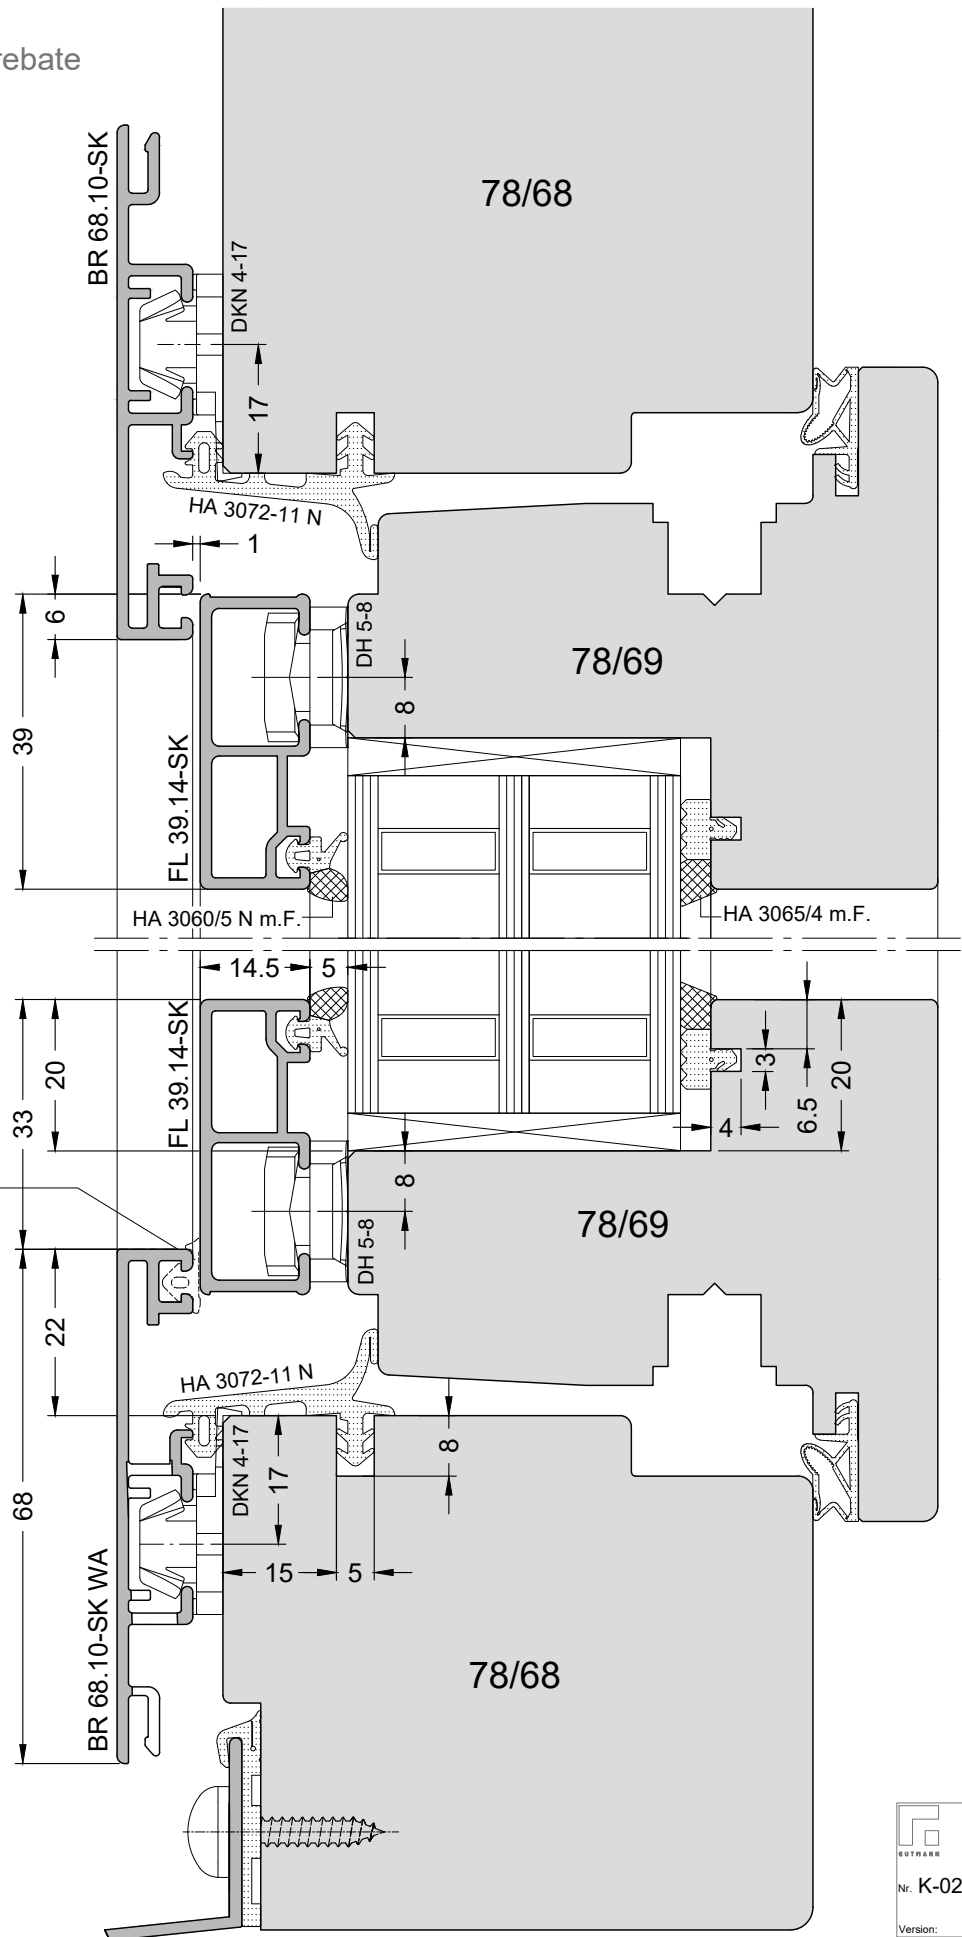 rebate
BR 68.10-SK
78/68
DKN 4-17
17
HA 3072-11 N
1
6
39
DH 5-8
78/69
8
FL 39.14-SK
HA 3060/5 N m.F.
HA 3065/4 m.F.
14.5
5
FL 39.14-SK
20
33
3
4
6.5
20
8
DH 5-8
78/69
22
HA 3072-11 N
DKN 4-17
17
8
68
15
5
BR 68.10-SK WA
78/68
GUTMANN
Nr. K-02
Version: